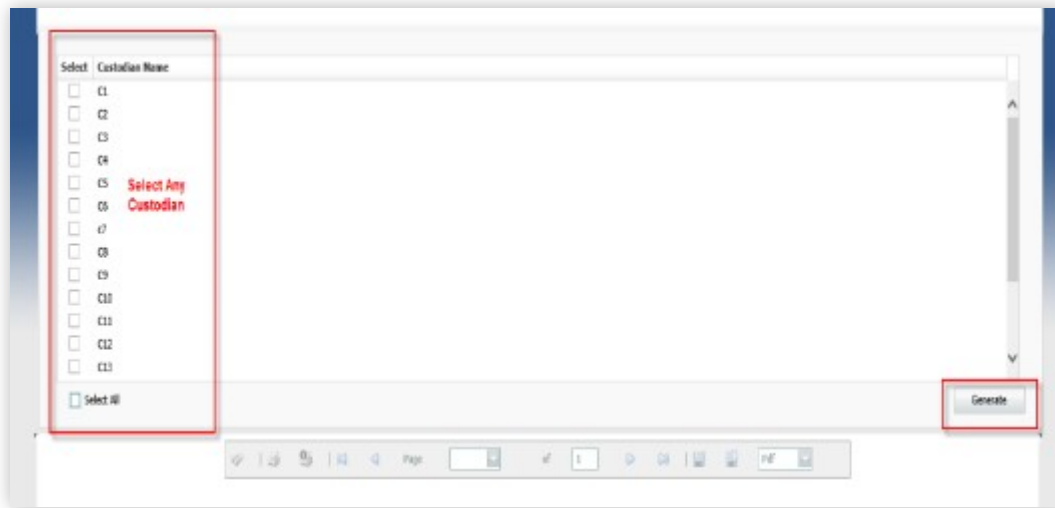 Select Custodian Name
C1
C2
C3
C4
C5
C6
c7
C8
C9
C10
C11
C12
C13
Select Any
Custodian
Select All
Generate
Page of 1 Pdf